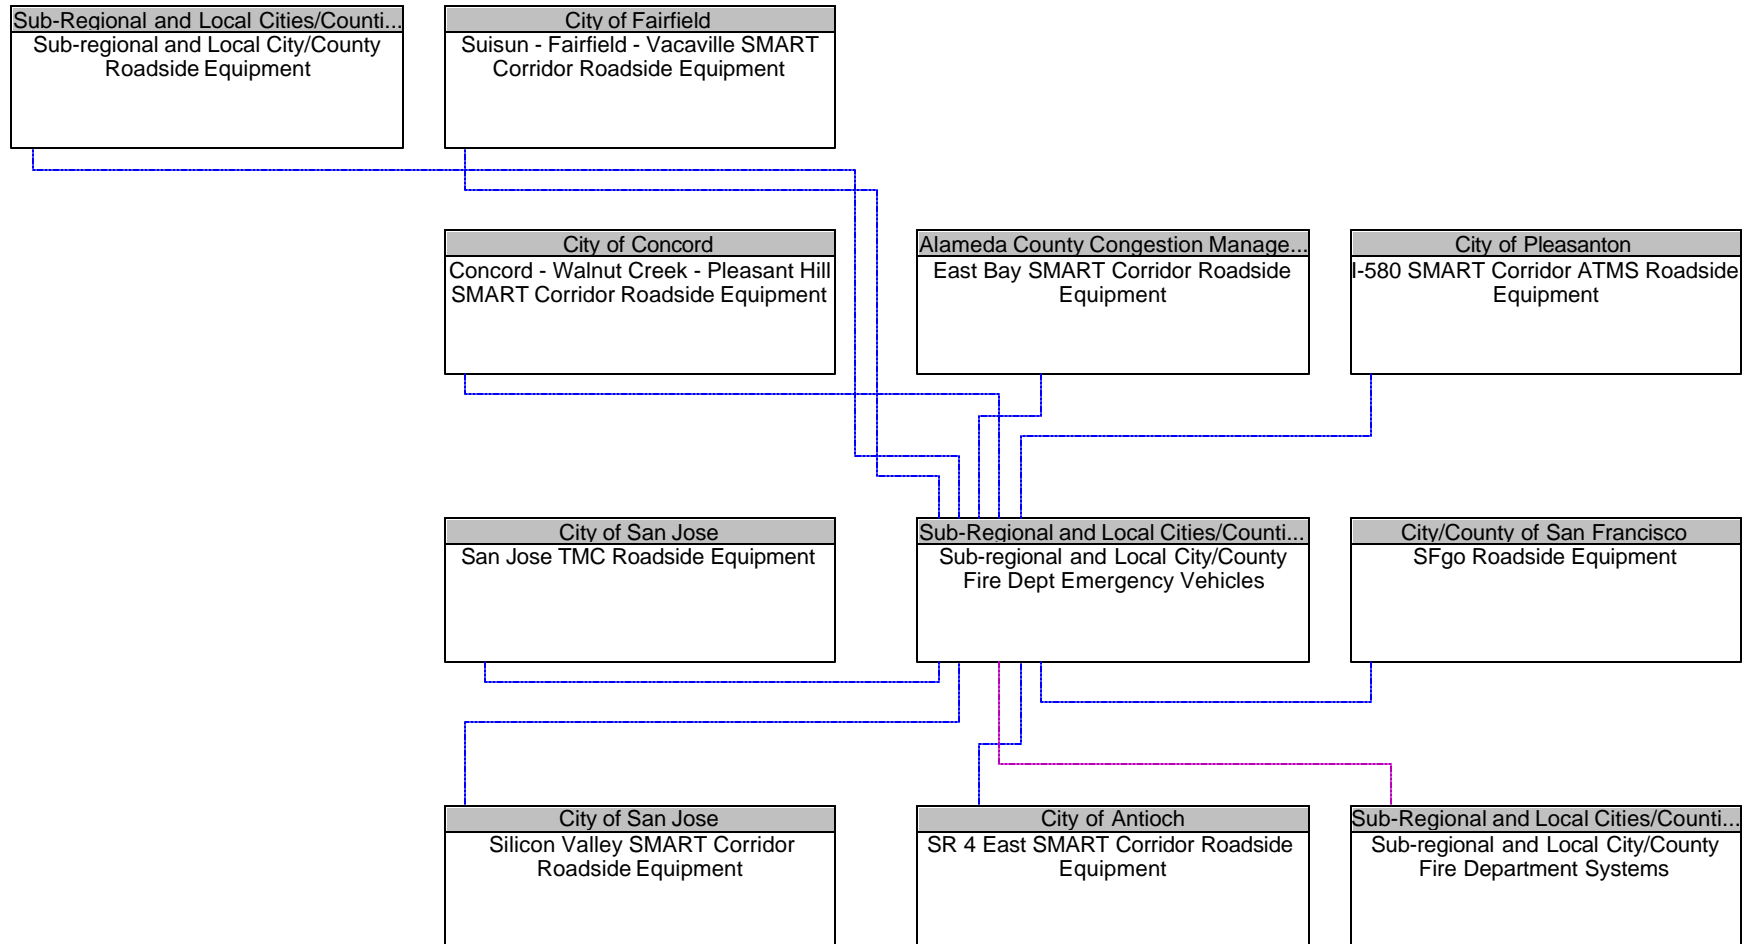 Sub-Regional and Local Cities/Counti...
Sub-regional and Local City/County
Roadside Equipment
City of Fairfield
Suisun - Fairfield - Vacaville SMART
Corridor Roadside Equipment
City of Concord
Concord - Walnut Creek - Pleasant Hill
SMART Corridor Roadside Equipment
Alameda County Congestion Manage...
East Bay SMART Corridor Roadside
Equipment
City of Pleasanton
I-580 SMART Corridor ATMS Roadside
Equipment
City of San Jose
San Jose TMC Roadside Equipment
Sub-Regional and Local Cities/Counti...
Sub-regional and Local City/County
Fire Dept Emergency Vehicles
City/County of San Francisco
SFgo Roadside Equipment
City of San Jose
Silicon Valley SMART Corridor
Roadside Equipment
City of Antioch
SR 4 East SMART Corridor Roadside
Equipment
Sub-Regional and Local Cities/Counti...
Sub-regional and Local City/County
Fire Department Systems